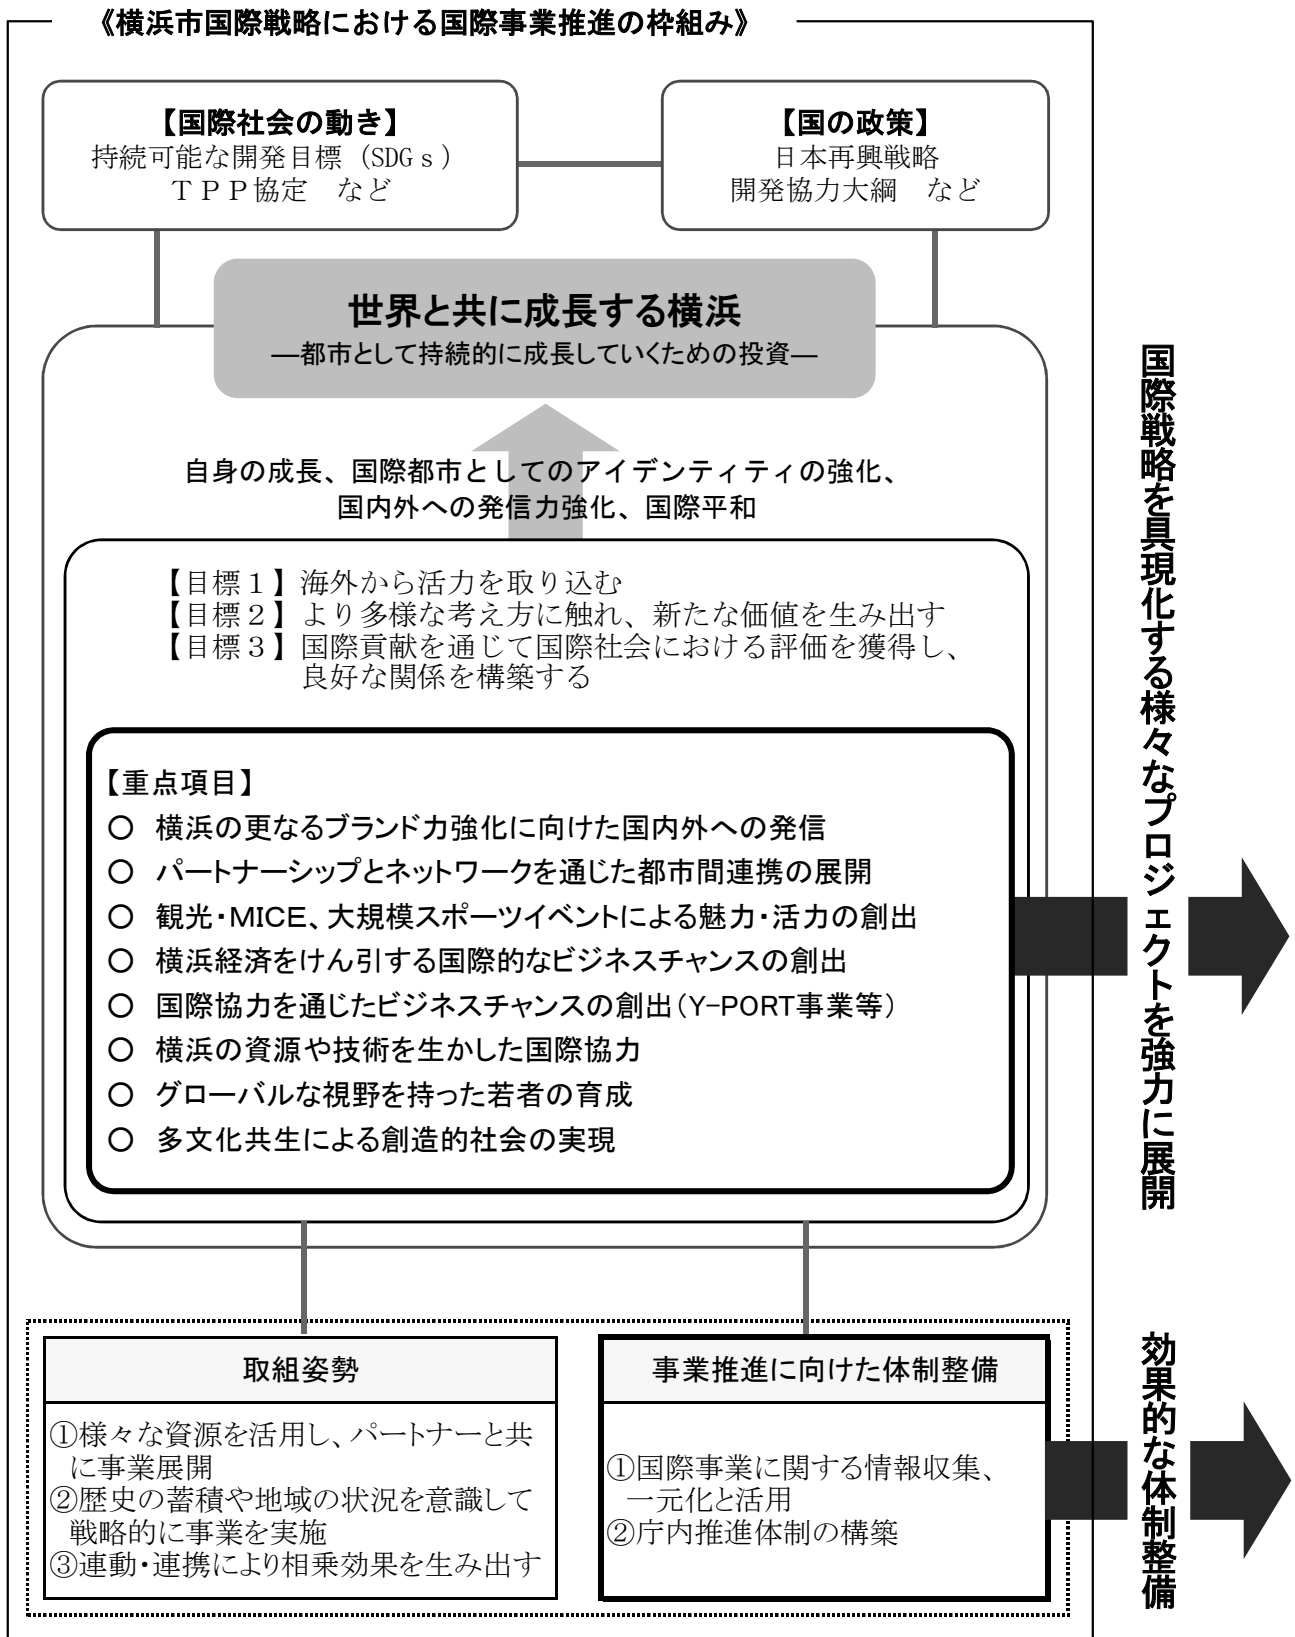 《横浜市国際戦略における国際事業推進の枠組み》
【国際社会の動き】
持続可能な開発目標（SDGｓ）
ＴＰＰ協定　など
【国の政策】
日本再興戦略
開発協力大綱　など
世界と共に成長する横浜
―都市として持続的に成長していくための投資―
自身の成長、国際都市としてのアイデンティティの強化、
国内外への発信力強化、国際平和
【目標１】海外から活力を取り込む
【目標２】より多様な考え方に触れ、新たな価値を生み出す
【目標３】国際貢献を通じて国際社会における評価を獲得し、
良好な関係を構築する
【重点項目】
○　横浜の更なるブランド力強化に向けた国内外への発信
○　パートナーシップとネットワークを通じた都市間連携の展開
○　観光・MICE、大規模スポーツイベントによる魅力・活力の創出
○　横浜経済をけん引する国際的なビジネスチャンスの創出
○　国際協力を通じたビジネスチャンスの創出（Y-PORT事業等）
○　横浜の資源や技術を生かした国際協力
○　グローバルな視野を持った若者の育成
○　多文化共生による創造的社会の実現
国際戦略を具現化する様々なプロジェクトを強力に展開
取組姿勢
①様々な資源を活用し、パートナーと共
に事業展開
②歴史の蓄積や地域の状況を意識して
戦略的に事業を実施
③連動・連携により相乗効果を生み出す
事業推進に向けた体制整備
①国際事業に関する情報収集、
一元化と活用
②庁内推進体制の構築
効果的な体制整備